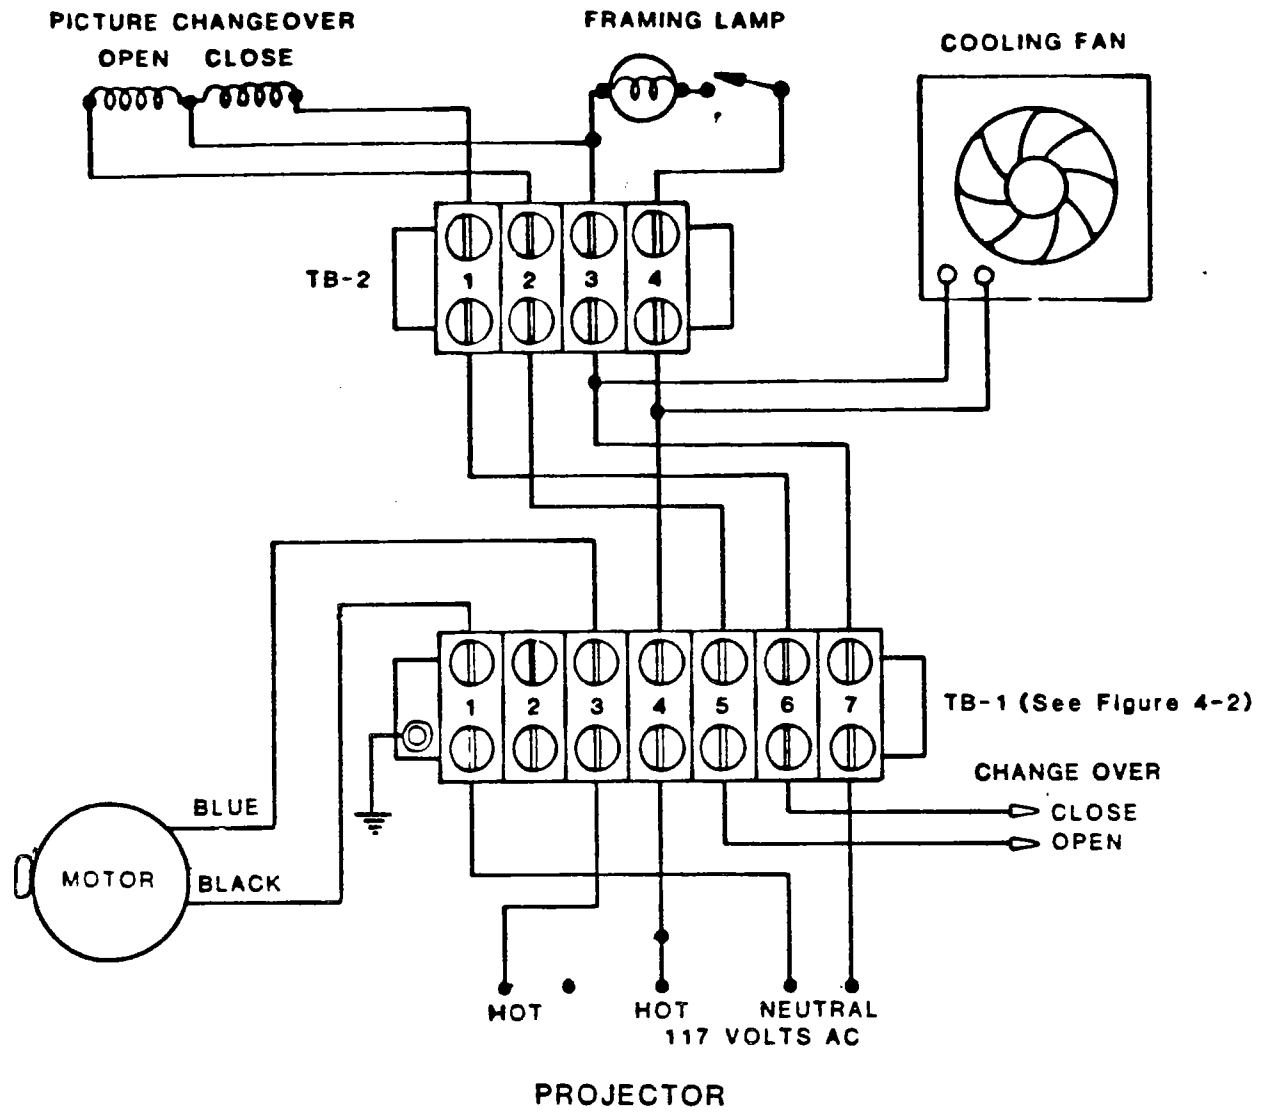 PICTURE CHANGEOVER
OPEN CLOSE
FRAMING LAMP
COOLING FAN
TB-2
1 2 3 4
1 2 3 4 5 6 7
TB-1 (See Figure 4-2)
CHANGE OVER
CLOSE
OPEN
BLUE
MOTOR
BLACK
HOT HOT NEUTRAL
117 VOLTS AC
PROJECTOR